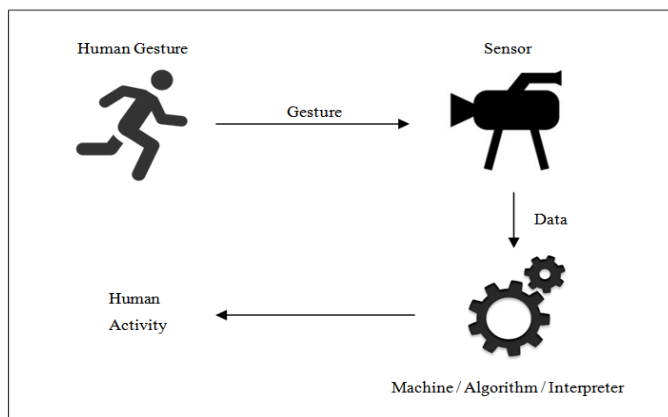 Human Gesture
Sensor
Gesture
Data
Human
Activity
Machine / Algorithm / Interpreter